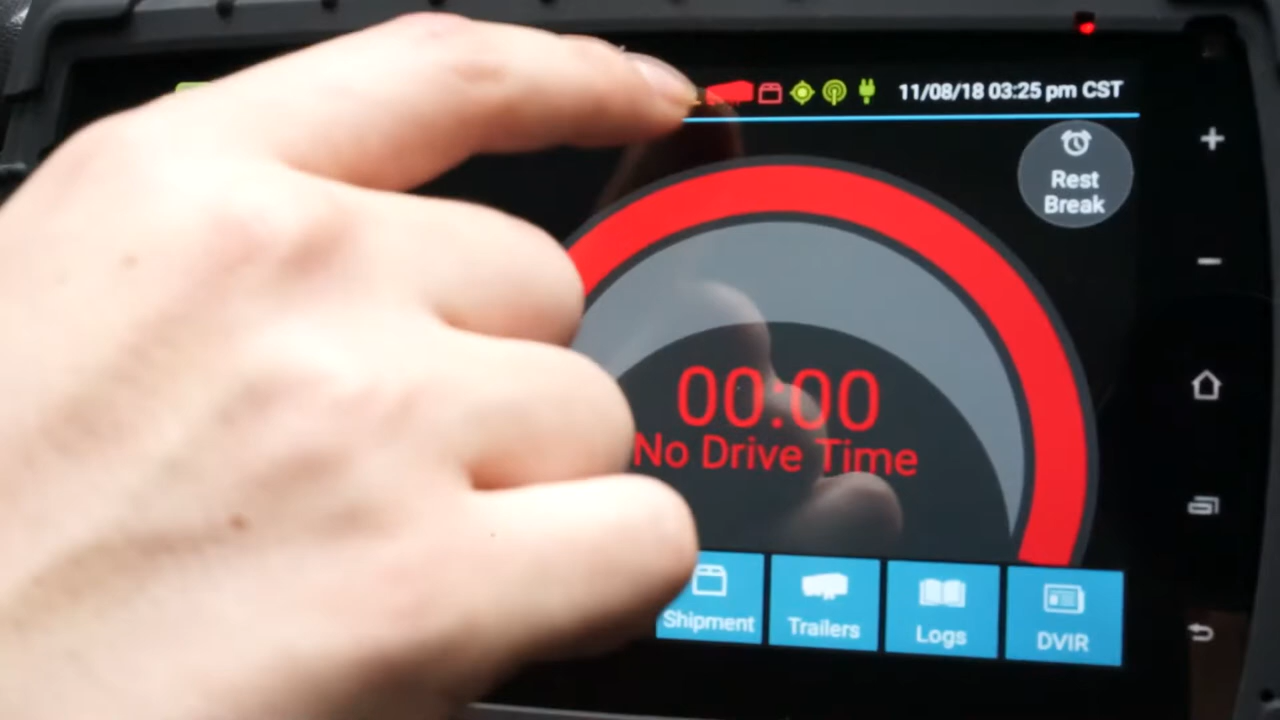 11/08/18 03:25 pm CST
Rest
Break
00:00
No Drive Time
Shipment
Trailers
Logs
DVIR